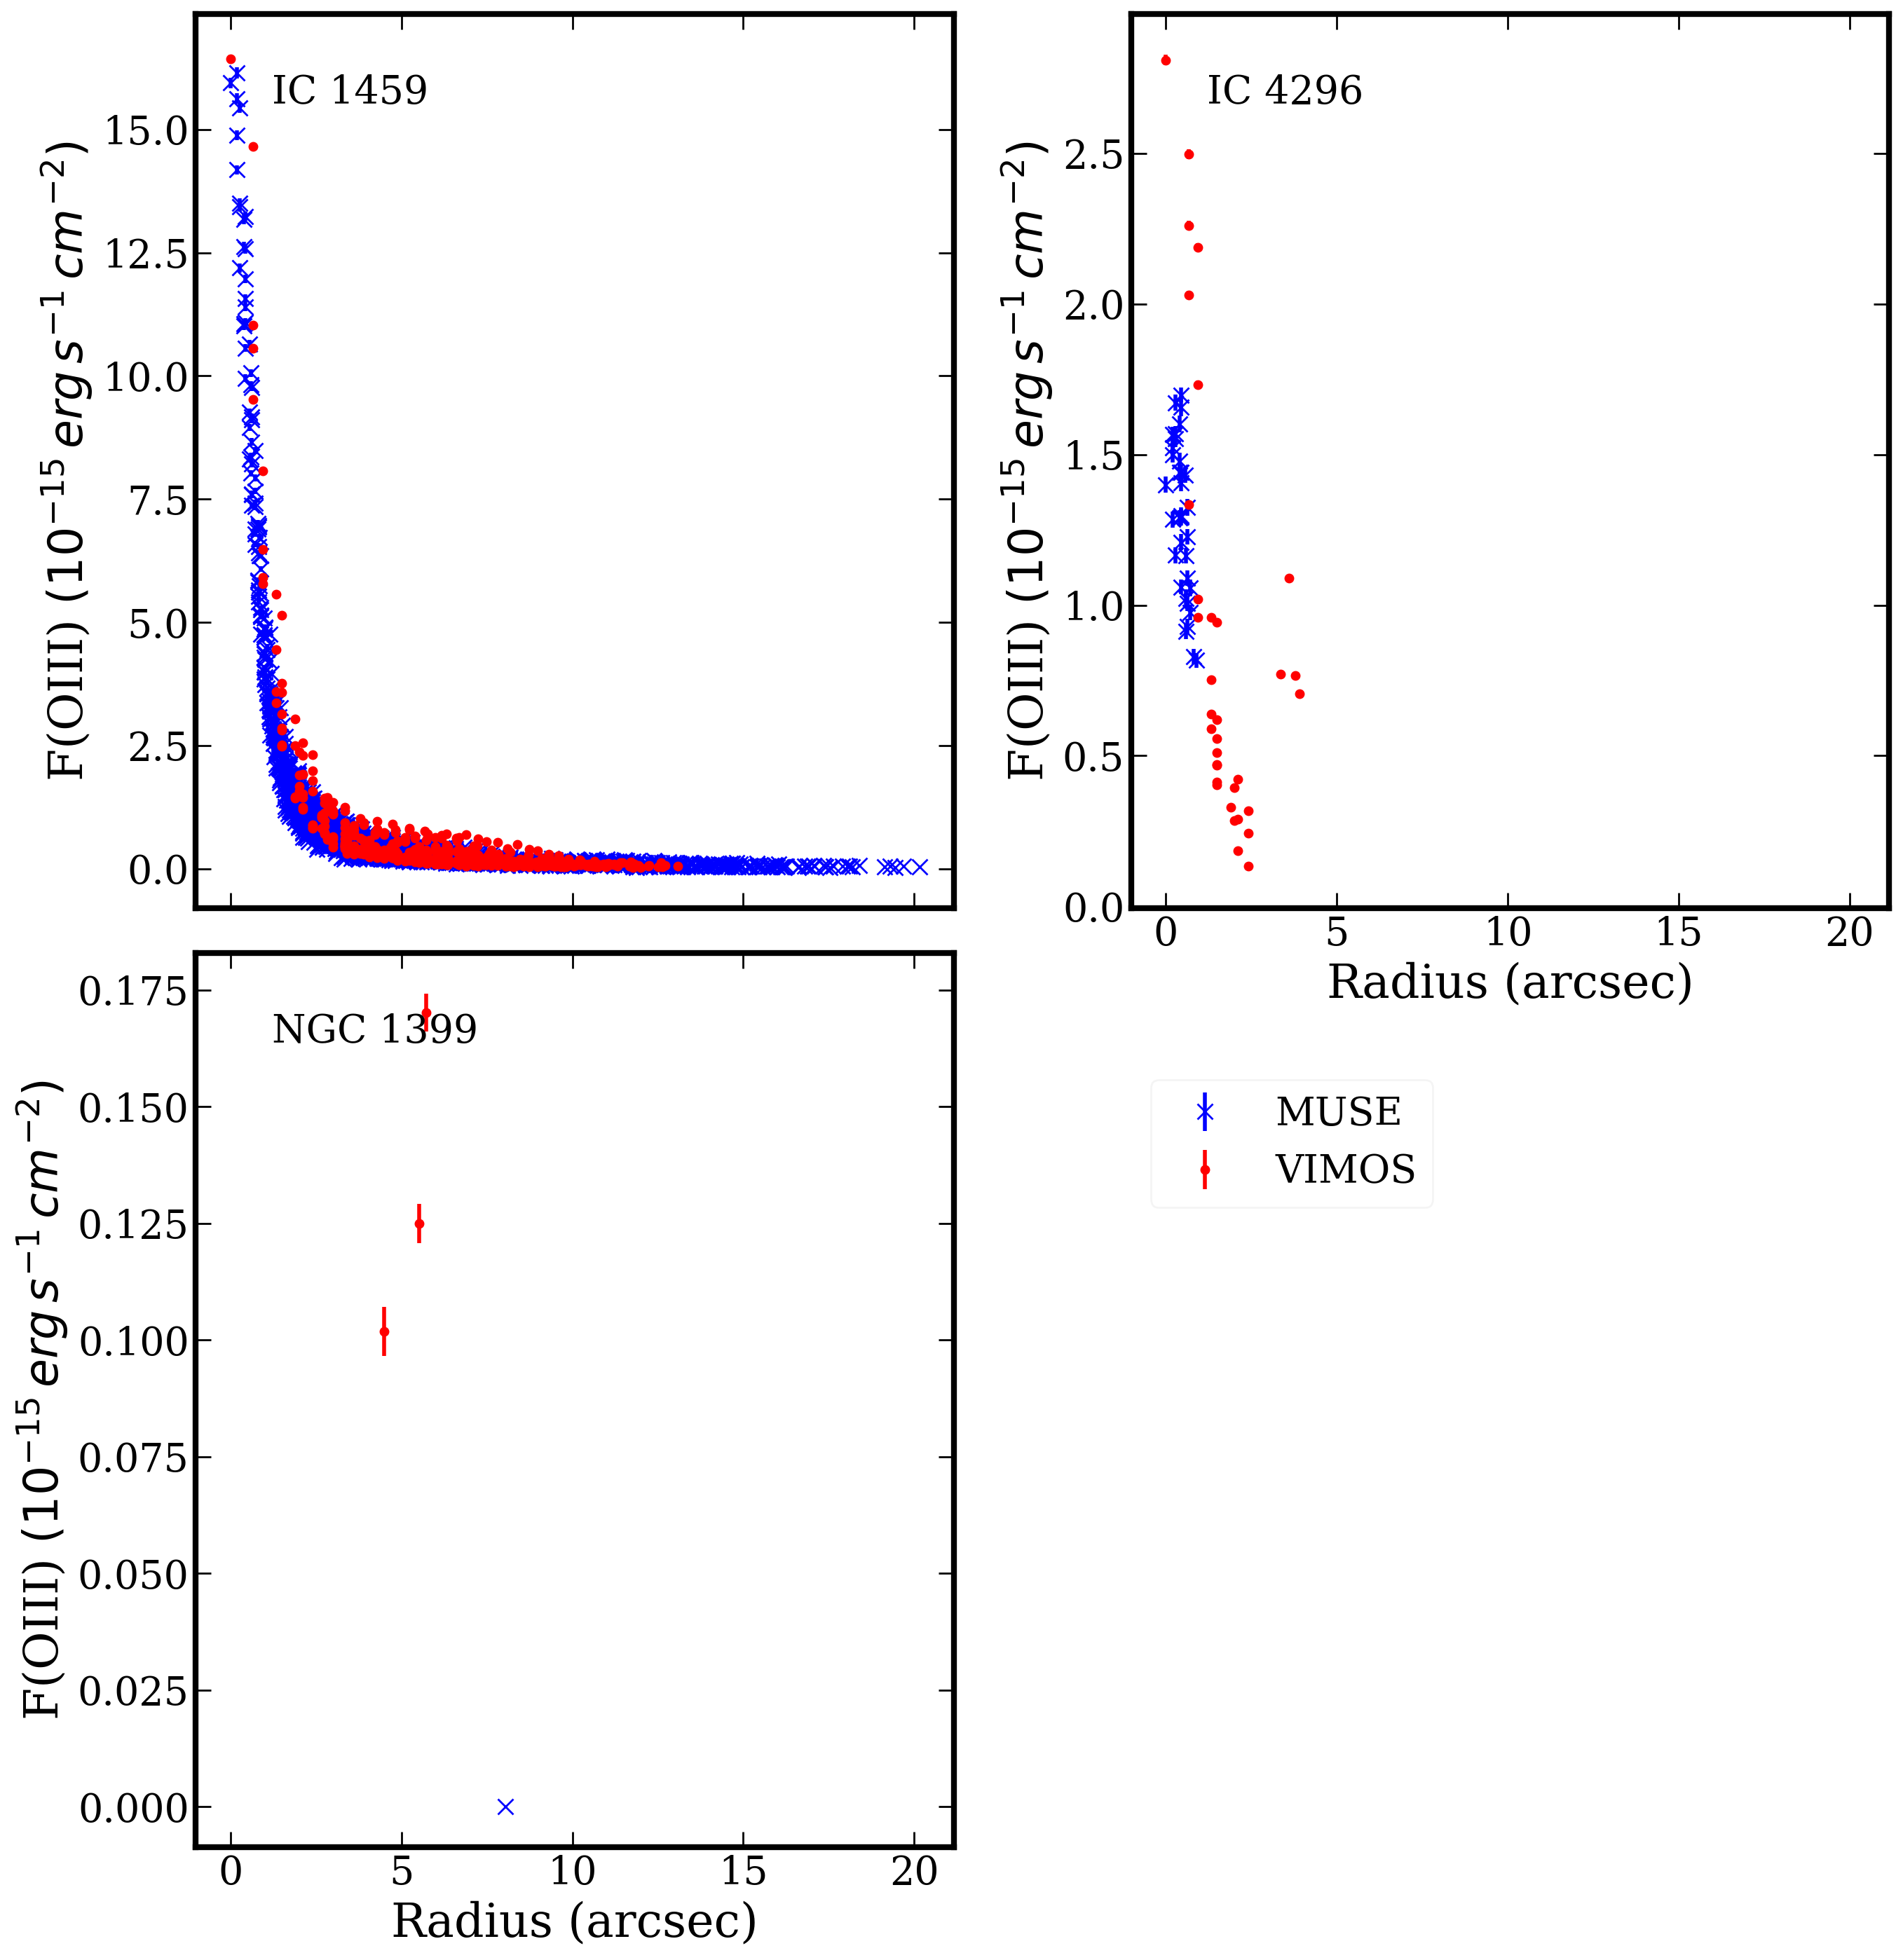 IC 1459
F(OIII) (10⁻¹⁵ erg s⁻¹ cm⁻²)
15.0
12.5
10.0
7.5
5.0
2.5
0.0
IC 4296
F(OIII) (10⁻¹⁵ erg s⁻¹ cm⁻²)
2.5
2.0
1.5
1.0
0.5
0.0
0 5 10 15 20
Radius (arcsec)
NGC 1399
F(OIII) (10⁻¹⁵ erg s⁻¹ cm⁻²)
0.175
0.150
0.125
0.100
0.075
0.050
0.025
0.000
0 5 10 15 20
Radius (arcsec)
MUSE
VIMOS